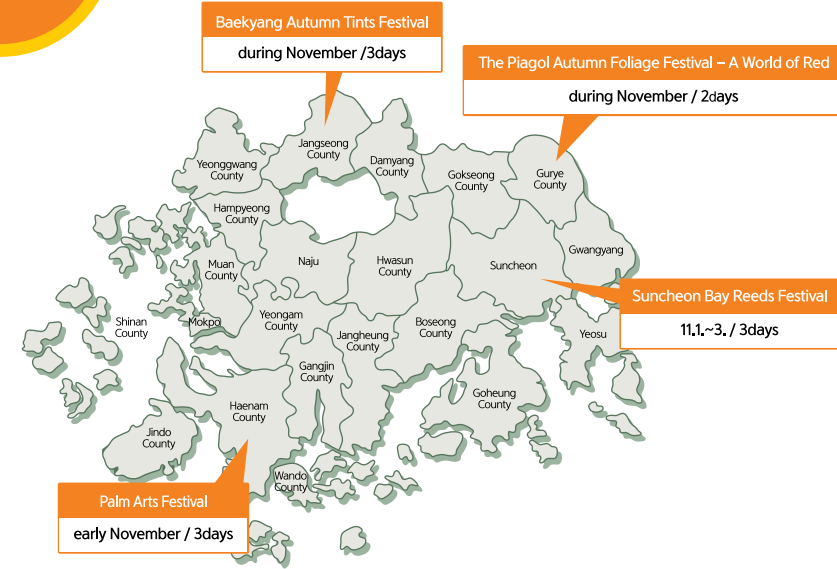 Baekyang Autumn Tints Festival
during November /3days
The Piagol Autumn Foliage Festival – A World of Red
during November / 2days
Jangseong
County
Damyang
County
Yeonggwang
County
Gokseong
County
Gurye
County
Hampyeong
County
Muan
County
Naju
Hwasun
County
Suncheon
Gwangyang
Suncheon Bay Reeds Festival
11.1.~3. / 3days
Shinan
County
Mokpo
Yeongam
County
Jangheung
County
Boseong
County
Yeosu
Gangjin
County
Haenam
County
Goheung
County
Jindo
County
Wando
County
Palm Arts Festival
early November / 3days